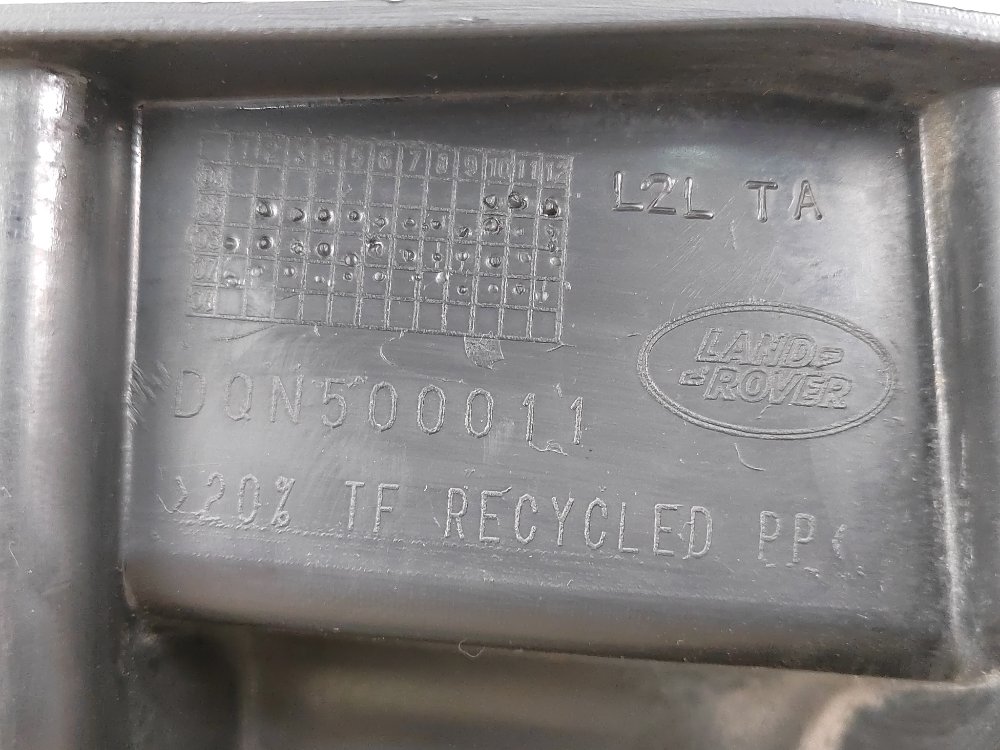 1 2 3 4 5 6 7 8 9 10 11 12
L2L TA
LAND
ROVER
DQN500011
>20% TF RECYCLED PP<